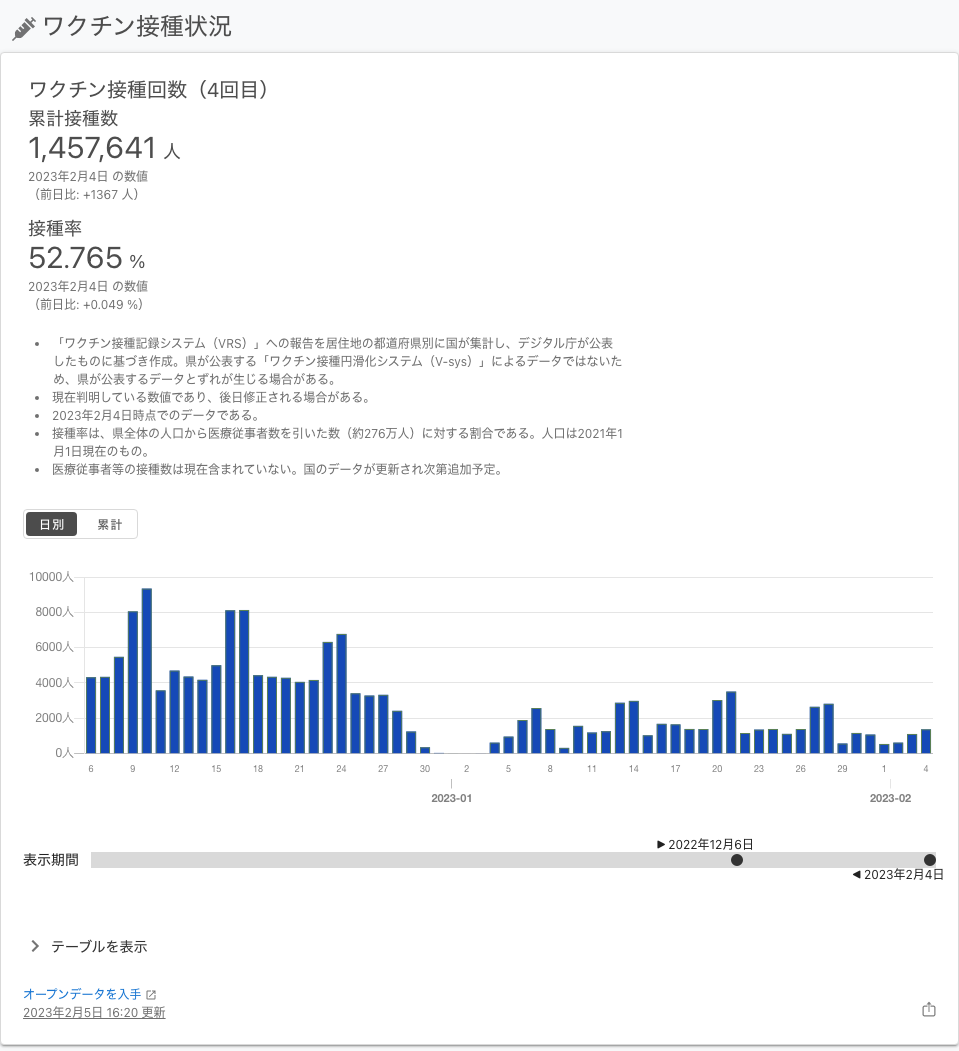 ワクチン接種状況
ワクチン接種回数（4回目）
累計接種数
1,457,641 人
2023年2月4日 の数値
（前日比: +1367 人）
接種率
52.765 %
2023年2月4日 の数値
（前日比: +0.049 %）
• 「ワクチン接種記録システム（VRS）」への報告を居住地の都道府県別に国が集計し、デジタル庁が公表
したものに基づき作成。県が公表する「ワクチン接種円滑化システム（V-sys）」によるデータではないた
め、県が公表するデータとずれが生じる場合がある。
• 現在判明している数値であり、後日修正される場合がある。
• 2023年2月4日時点でのデータである。
• 接種率は、県全体の人口から医療従事者数を引いた数（約276万人）に対する割合である。人口は2021年1
月1日現在のもの。
• 医療従事者等の接種数は現在含まれていない。国のデータが更新され次第追加予定。
日別 累計
10000人
8000人
6000人
4000人
2000人
0人
6 9 12 15 18 21 24 27 30 2 5 8 11 14 17 20 23 26 29 1 4
2023-01 2023-02
▶ 2022年12月6日
表示期間
◀ 2023年2月4日
テーブルを表示
オープンデータを入手
2023年2月5日 16:20 更新